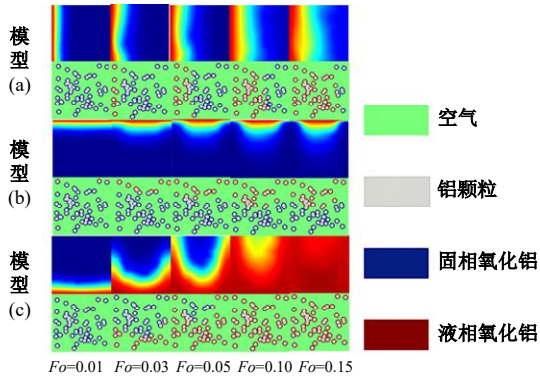 模型
(a)
模型
(b)
模型
(c)
空气
铝颗粒
固相氧化铝
液相氧化铝
Fo=0.01 Fo=0.03 Fo=0.05 Fo=0.10 Fo=0.15